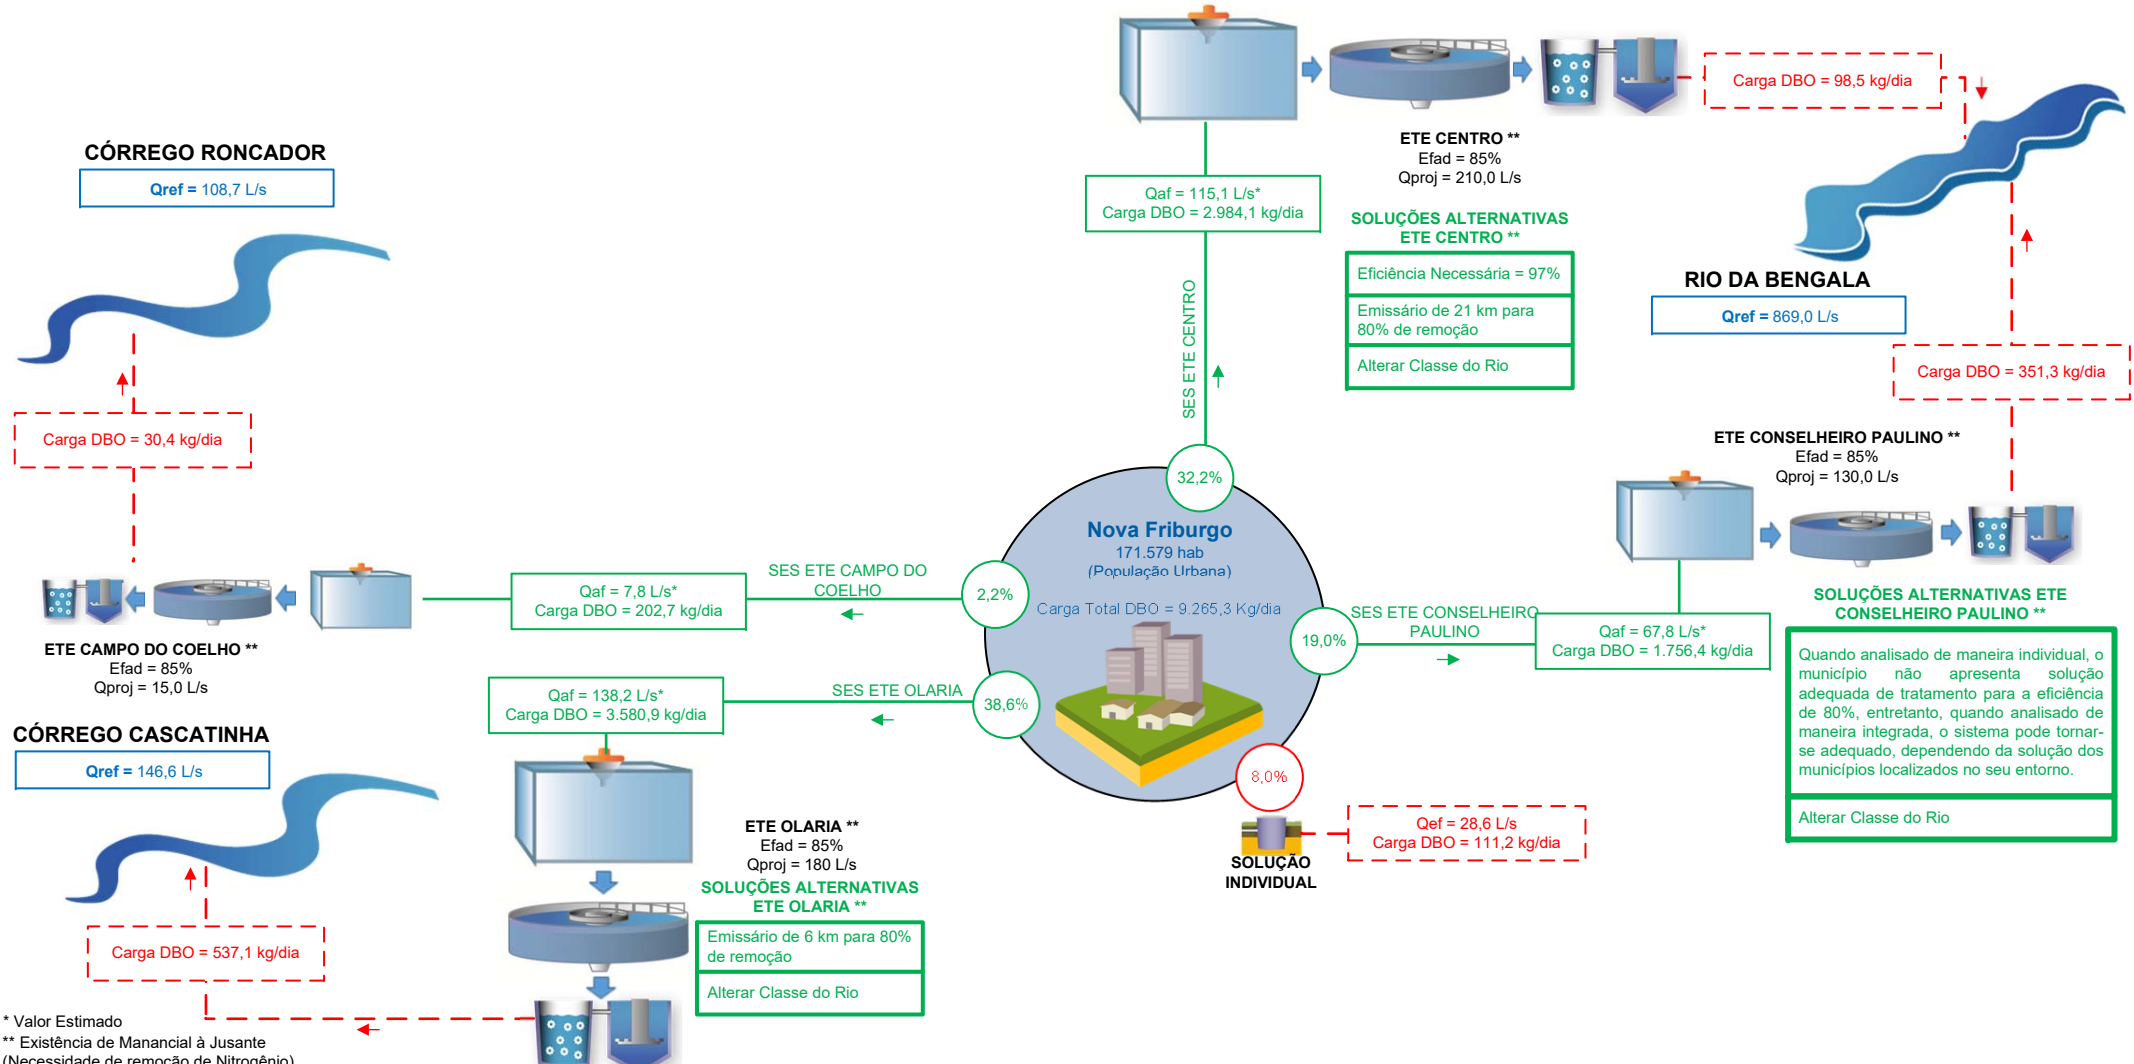 Carga DBO = 98,5 kg/dia
ETE CENTRO **
Efad = 85%
Qproj = 210,0 L/s
CÓRREGO RONCADOR
Qref = 108,7 L/s
Qaf = 115,1 L/s*
Carga DBO = 2.984,1 kg/dia
SOLUÇÕES ALTERNATIVAS
ETE CENTRO **
Eficiência Necessária = 97%
Emissário de 21 km para
80% de remoção
Alterar Classe do Rio
RIO DA BENGALA
Qref = 869,0 L/s
SES ETE CENTRO
Carga DBO = 351,3 kg/dia
Carga DBO = 30,4 kg/dia
ETE CONSELHEIRO PAULINO **
Efad = 85%
Qproj = 130,0 L/s
32,2%
Nova Friburgo
171.579 hab
(População Urbana)
Carga Total DBO = 9.265,3 Kg/dia
2,2%
SES ETE CAMPO DO
COELHO
Qaf = 7,8 L/s*
Carga DBO = 202,7 kg/dia
ETE CAMPO DO COELHO **
Efad = 85%
Qproj = 15,0 L/s
19,0%
SES ETE CONSELHEIRO
PAULINO
Qaf = 67,8 L/s*
Carga DBO = 1.756,4 kg/dia
SOLUÇÕES ALTERNATIVAS ETE
CONSELHEIRO PAULINO **
Quando analisado de maneira individual, o
município não apresenta solução
adequada de tratamento para a eficiência
de 80%, entretanto, quando analisado de
maneira integrada, o sistema pode tornar-
se adequado, dependendo da solução dos
municípios localizados no seu entorno.
Alterar Classe do Rio
38,6%
SES ETE OLARIA
Qaf = 138,2 L/s*
Carga DBO = 3.580,9 kg/dia
CÓRREGO CASCATINHA
Qref = 146,6 L/s
8,0%
SOLUÇÃO
INDIVIDUAL
Qef = 28,6 L/s
Carga DBO = 111,2 kg/dia
ETE OLARIA **
Efad = 85%
Qproj = 180 L/s
SOLUÇÕES ALTERNATIVAS
ETE OLARIA **
Emissário de 6 km para 80%
de remoção
Alterar Classe do Rio
Carga DBO = 537,1 kg/dia
* Valor Estimado
** Existência de Manancial à Jusante
(Necessidade de remoção de Nitrogênio)